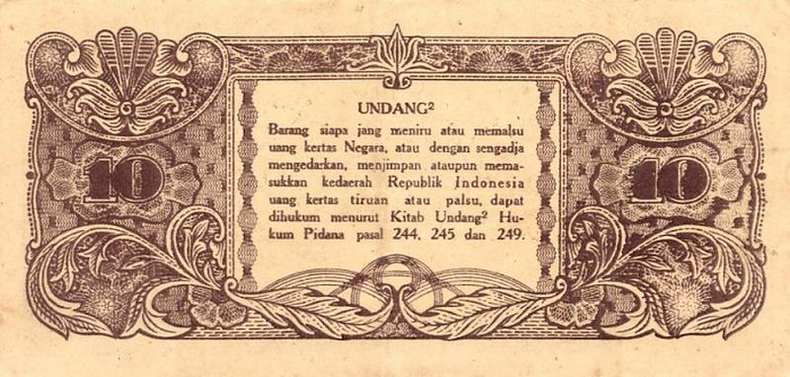 UNDANG²
Barang siapa jang meniru atau memalsu
uang kertas Negara, atau dengan sengadja
mengedarkan, menjimpan ataupun mema-
sukkan kedaerah Republik Indonesia
uang kertas tiruan atau palsu, dapat
dihukum menurut Kitab Undang² Hu-
kum Pidana pasal 244, 245 dan 249.
10
10